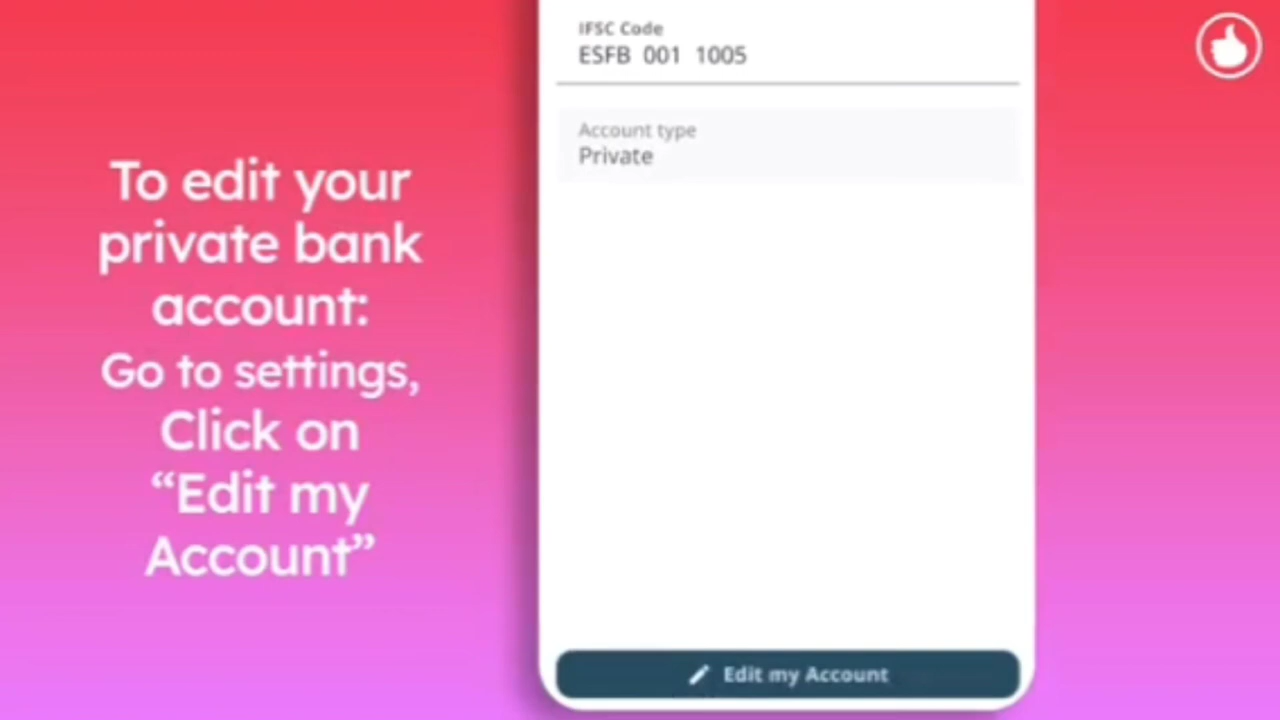 To edit your
private bank
account:
Go to settings,
Click on
“Edit my
Account”
IFSC Code
ESFB 001 1005
Account type
Private
Edit my Account